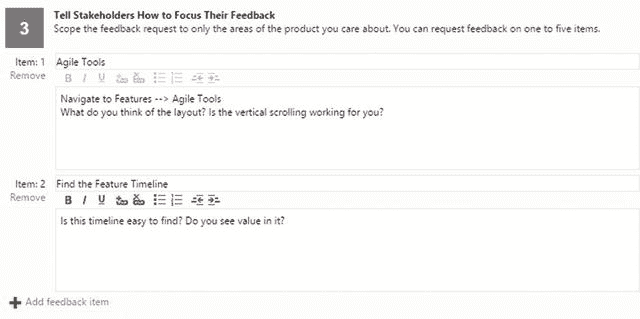 3
Tell Stakeholders How to Focus Their Feedback
Scope the feedback request to only the areas of the product you care about. You can request feedback on one to five items.
Item: 1 Agile Tools
Remove B I U
Navigate to Features --> Agile Tools
What do you think of the layout? Is the vertical scrolling working for you?
Item: 2 Find the Feature Timeline
Remove B I U
Is this timeline easy to find? Do you see value in it?
Add feedback item